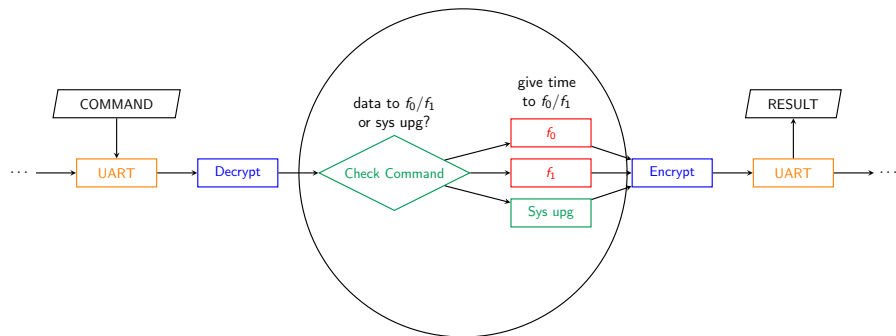 COMMAND
data to f₀/f₁
or sys upg?
give time
to f₀/f₁
RESULT
...
UART
Decrypt
Check Command
f₀
f₁
Sys upg
Encrypt
UART
...